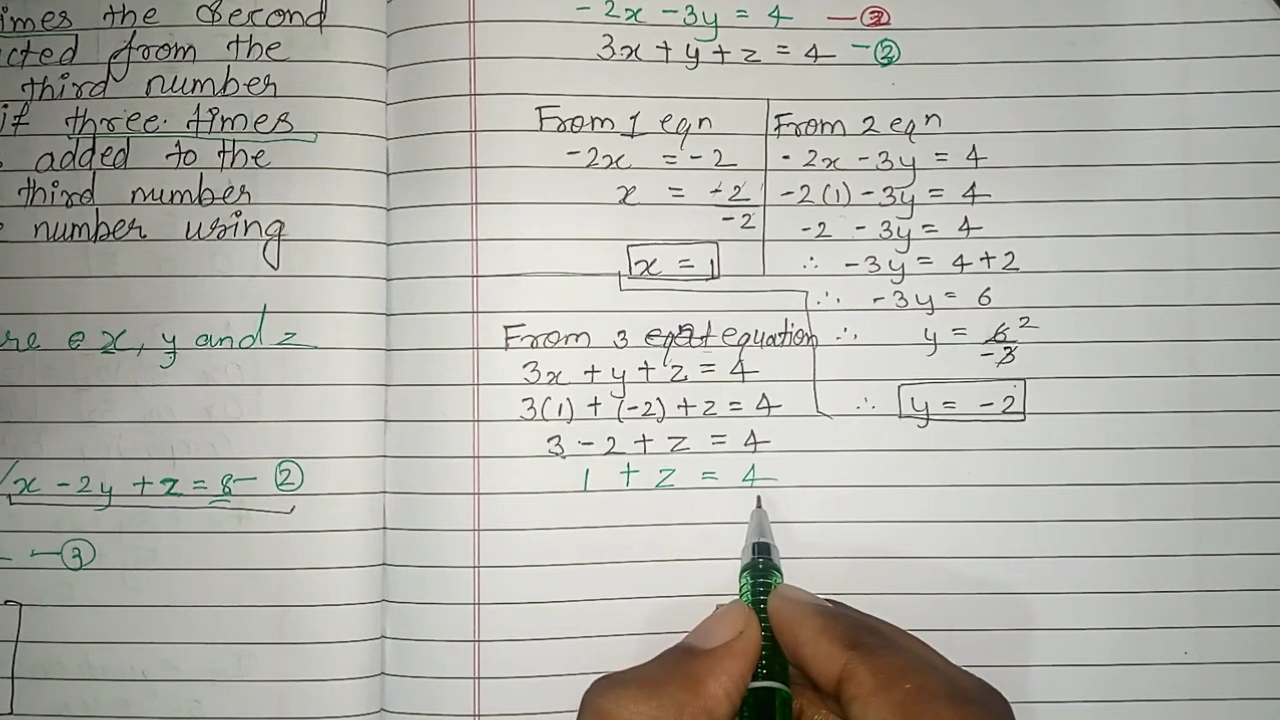 imes the second
cted from the
third number
if three times
added to the
third number
number using
re x, y and z
x - 2y + z = 8 - ②
- ③
-2x - 3y = 4 - ②
3x + y + z = 4 - ②
From 1 eqn
-2x = -2
x = -2
-2
x = 1
From 2 eqn
-2x - 3y = 4
-2(1) - 3y = 4
-2 - 3y = 4
∴ -3y = 4+2
∴ -3y = 6
∴ y = 6 2
-3
∴ y = -2
From 3 equation
3x + y + z = 4
3(1) + (-2) + z = 4
3 - 2 + z = 4
1 + z = 4